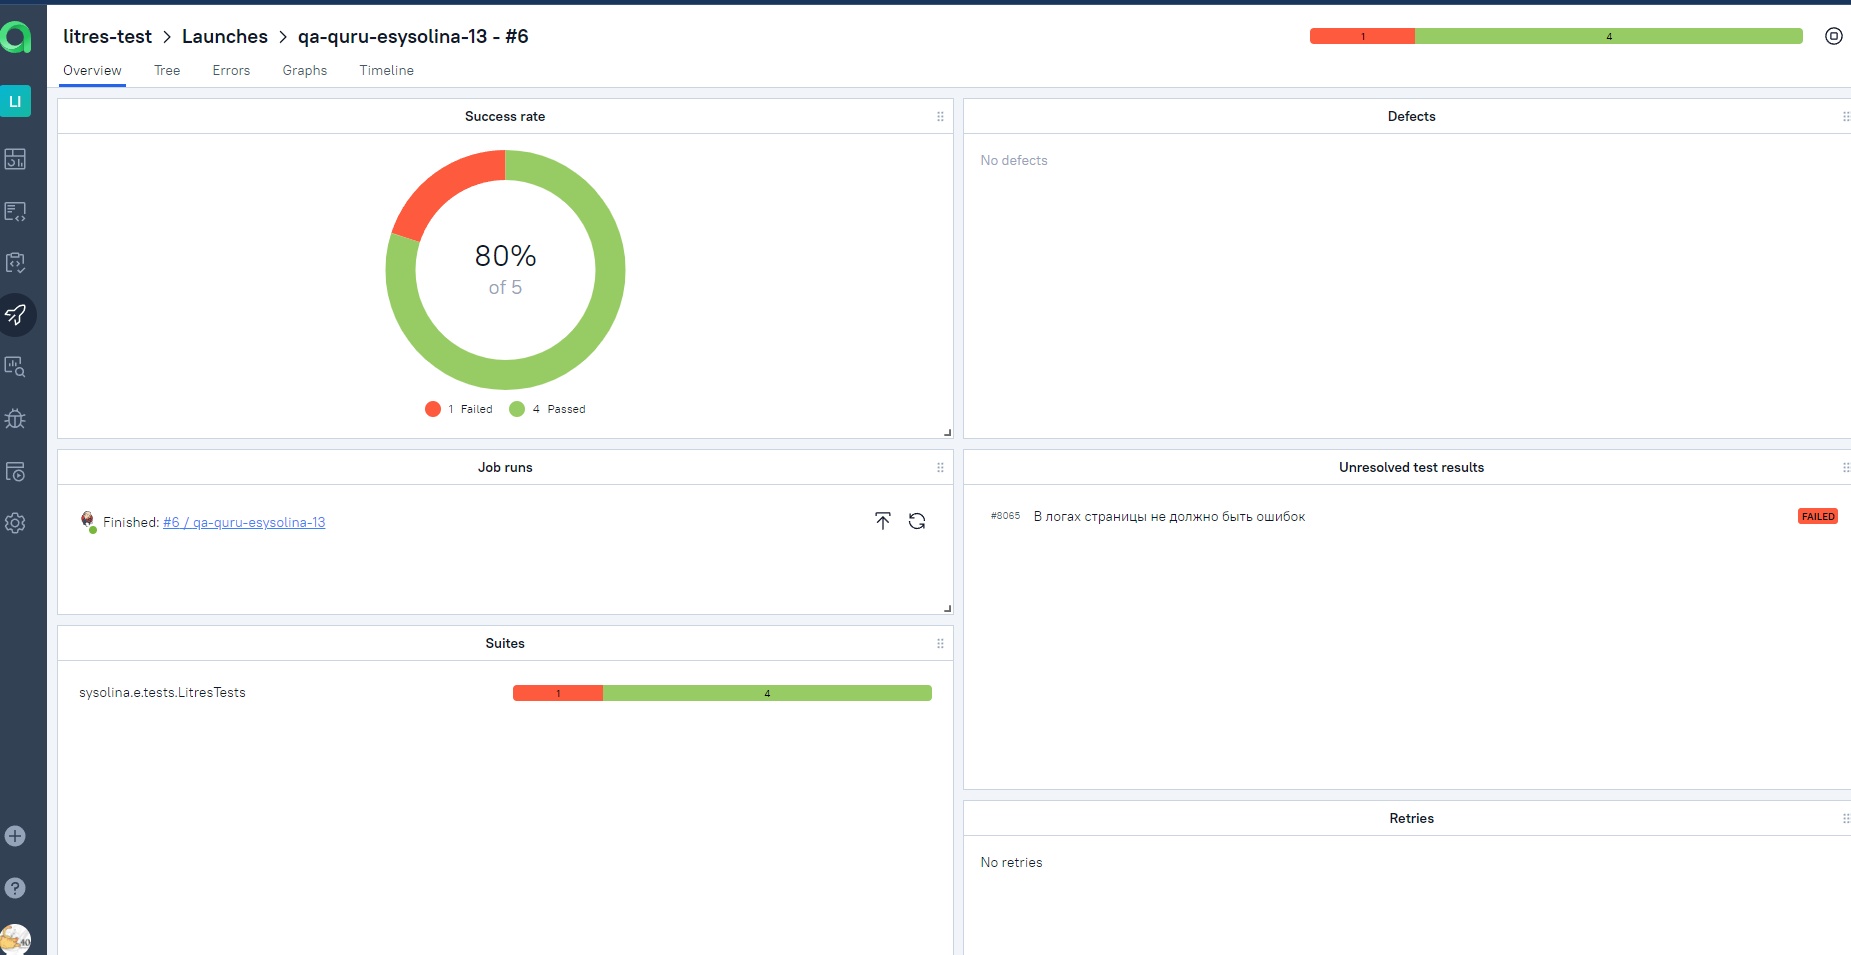 litres-test > Launches > qa-quru-esysolina-13 - #6
1 4
Overview Tree Errors Graphs Timeline
LI
Success rate
80%
of 5
1 Failed 4 Passed
Defects
No defects
Job runs
Finished: #6 / qa-quru-esysolina-13
Unresolved test results
#8065 В логах страницы не должно быть ошибок FAILED
Suites
sysolina.e.tests.LitresTests 1 4
Retries
No retries